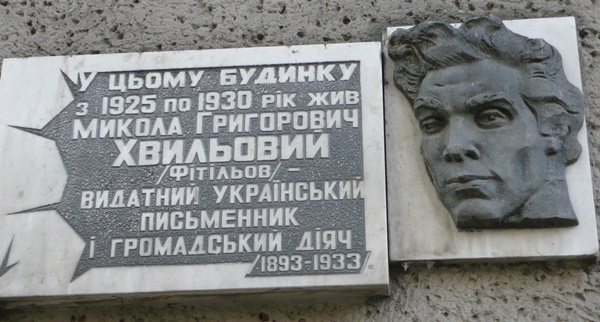 У ЦЬОМУ БУДИНКУ
З 1925 ПО 1930 РІК ЖИВ
МИКОЛА ГРИГОРОВИЧ
ХВИЛЬОВИЙ
/ФІТІЛЬОВ/ –
ВИДАТНИЙ УКРАЇНСЬКИЙ
ПИСЬМЕННИК
І ГРОМАДСЬКИЙ ДІЯЧ
/1893-1933/